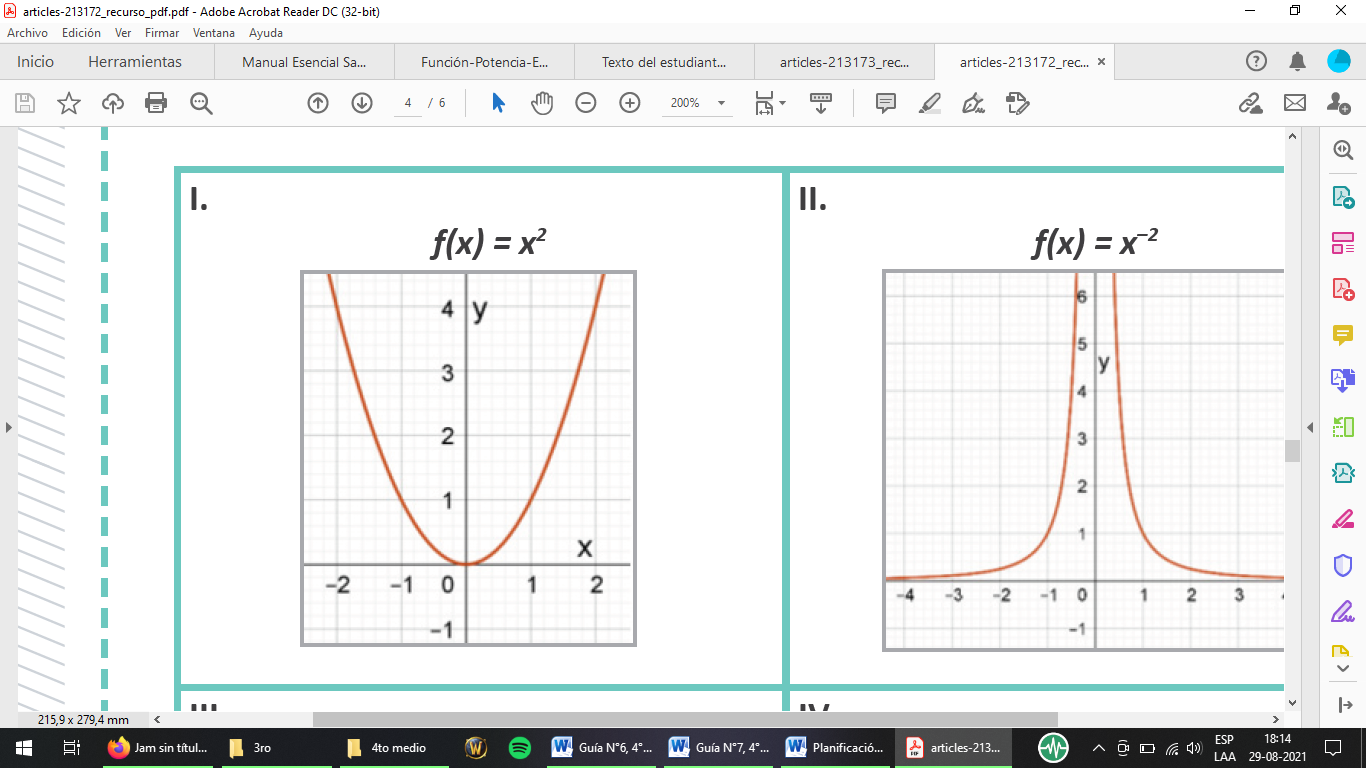 articles-213172_recurso_pdf.pdf - Adobe Acrobat Reader DC (32-bit)
Archivo Edición Ver Firmar Ventana Ayuda
Inicio Herramientas Manual Esencial Sa... Función-Potencia-E... Texto del estudiant... articles-213173_rec... articles-213172_rec... ×
4 / 6 200%
I.
f(x) = x²
4 y
3
2
1
x
–2 –1 0 1 2
–1
II.
f(x) = x⁻²
6
5
y
4
3
2
1
–4 –3 –2 –1 0 1 2 3
–1
III
IV
215,9 x 279,4 mm
Jam sin títul... 3ro 4to medio Guía N°6, 4°... Guía N°7, 4°... Planificació... articles-213...
ESP 18:14
LAA 29-08-2021